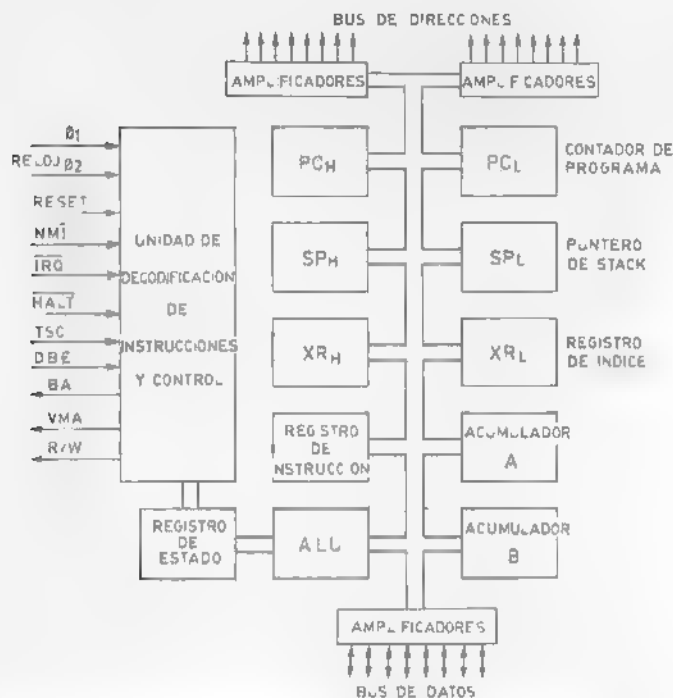 BUS DE DIRECCIONES
AMPLIFICADORES
AMPLIFICADORES
Ø1
RELOJ Ø2
RESET
NMI
IRQ
HALT
TSC
DBE
BA
VMA
R/W
UNIDAD DE
DECODIFICACIÓN
DE
INSTRUCCIONES
Y CONTROL
PCH
PCL
CONTADOR DE
PROGRAMA
SPH
SPL
PUNTERO
DE STACK
XRH
XRL
REGISTRO
DE INDICE
REGISTRO
DE
INSTRUCCION
ACUMULADOR
A
REGISTRO
DE
ESTADO
ALU
ACUMULADOR
B
AMPLIFICADORES
BUS DE DATOS